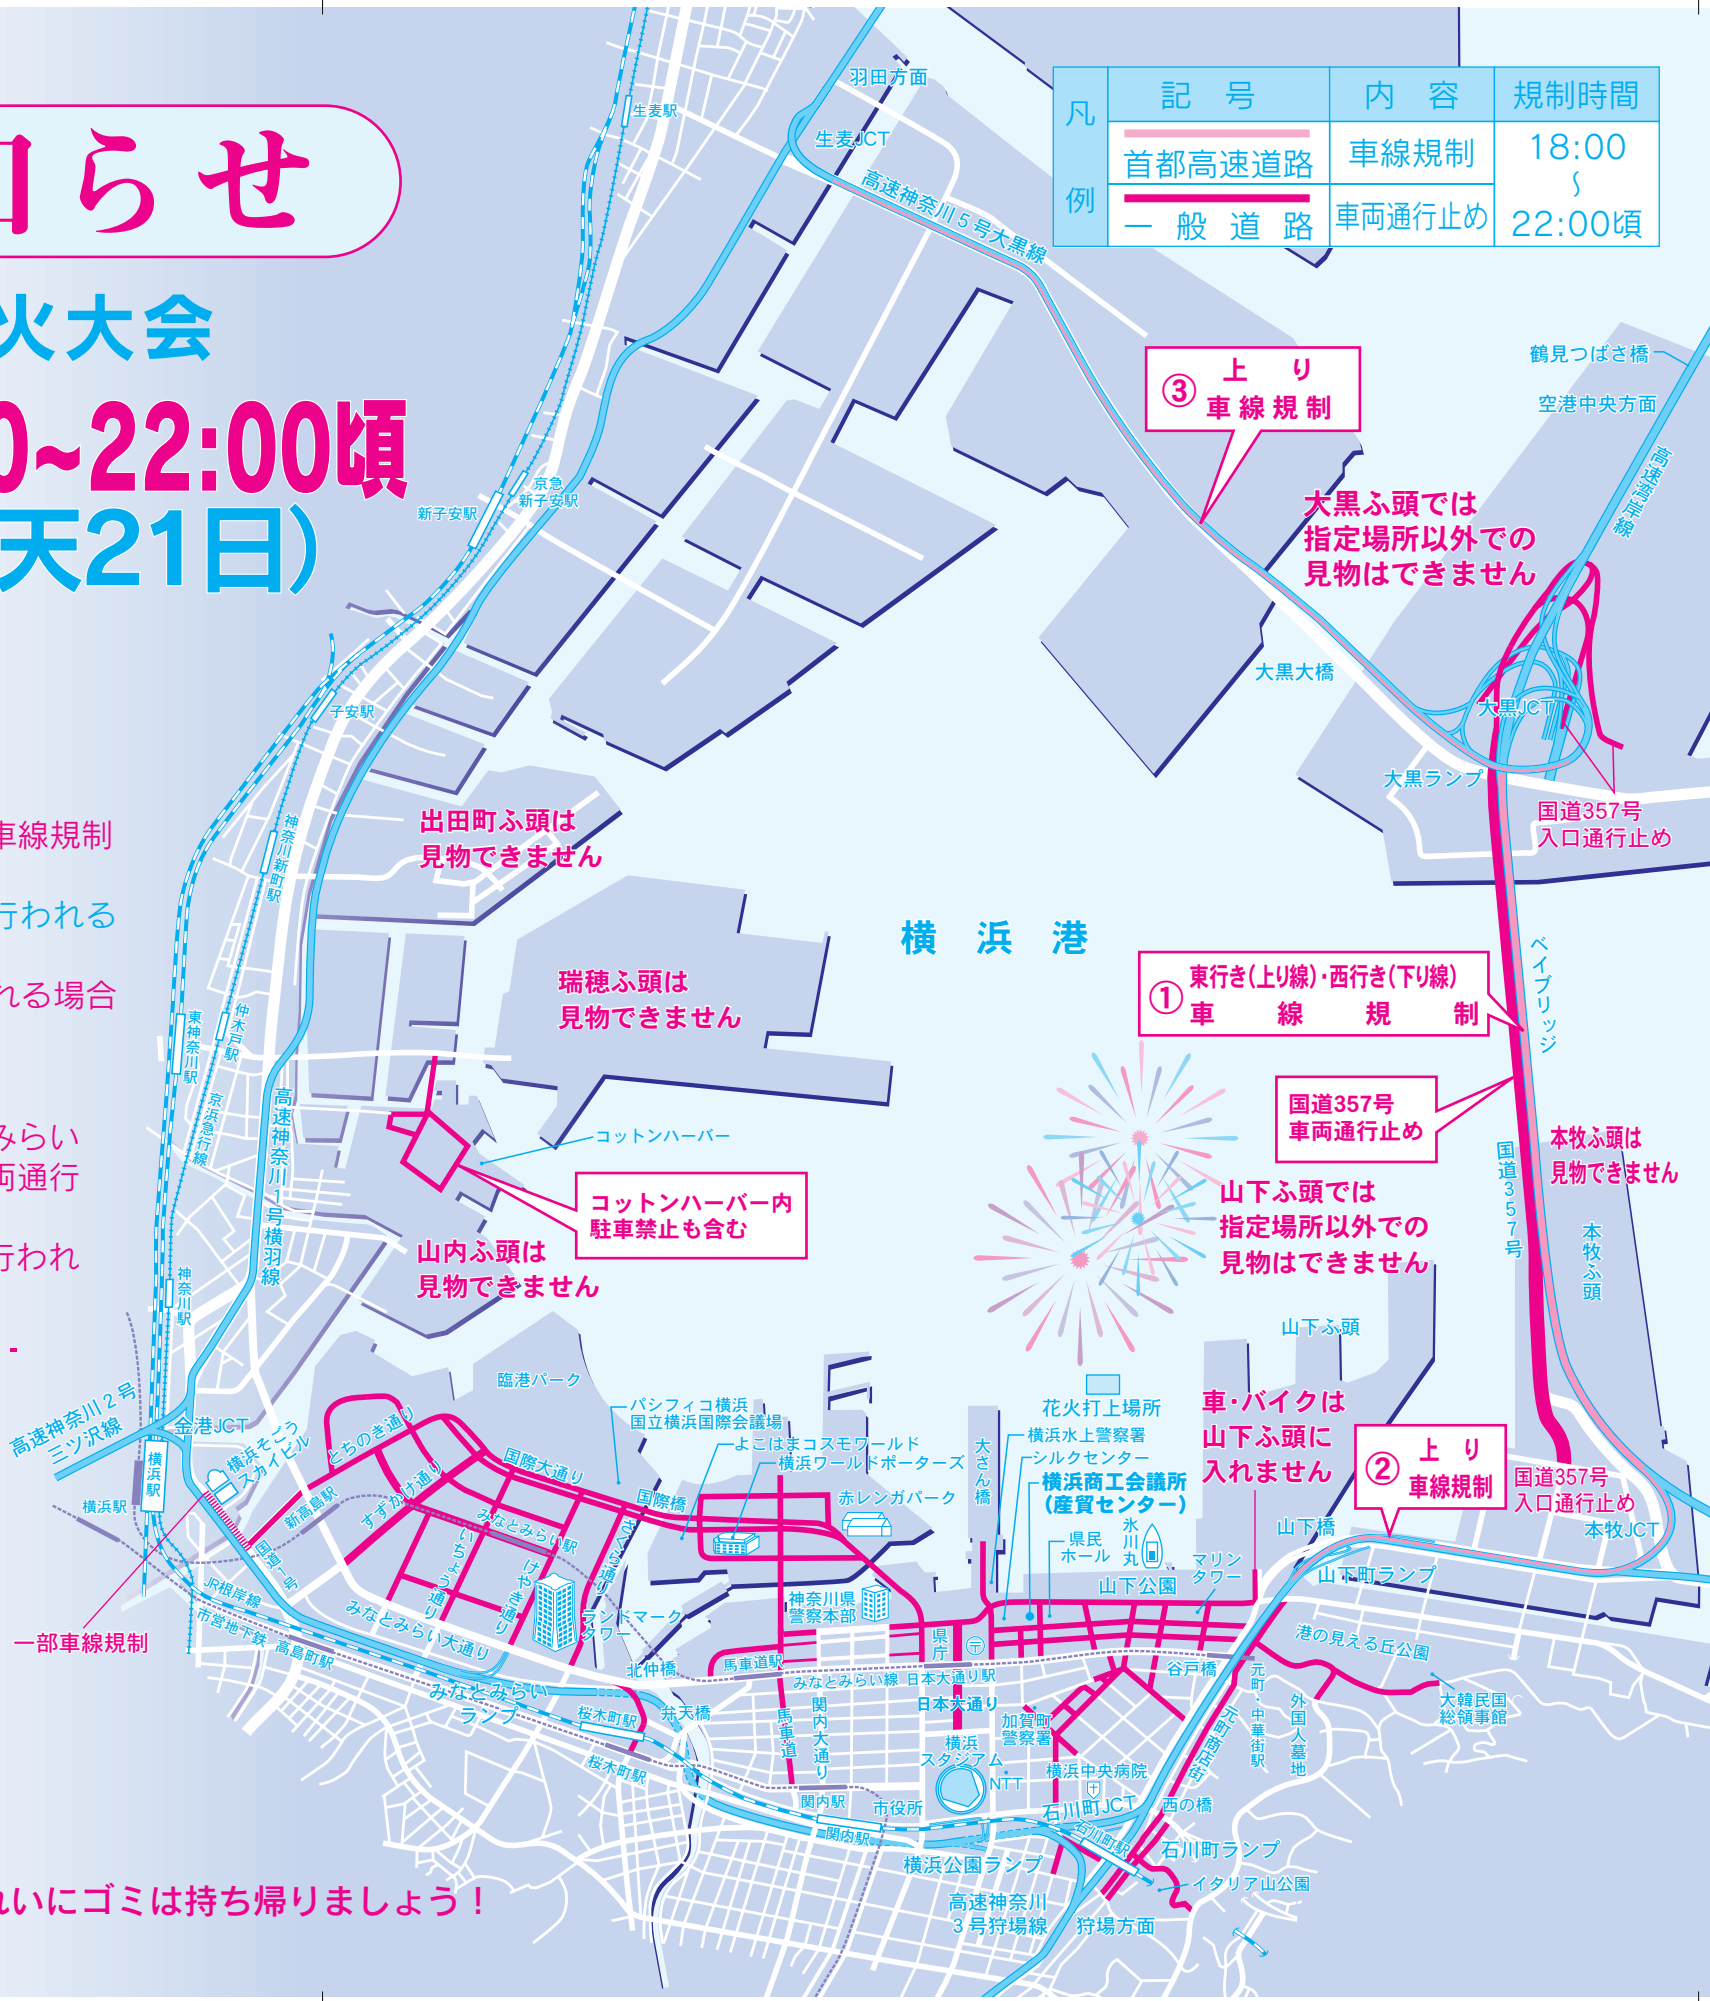 知らせ
火大会
0~22:00頃
天21日)
車線規制
行われる
れる場合
みらい
両通行
行われ
れいにゴミは持ち帰りましょう！
凡例
記号
内容
規制時間
首都高速道路
車線規制
一般道路
車両通行止め
18:00
〜
22:00頃
羽田方面
生麦駅
生麦JCT
高速神奈川5号大黒線
③
上り
車線規制
鶴見つばさ橋
空港中央方面
高速湾岸線
大黒ふ頭では
指定場所以外での
見物はできません
京急
新子安駅
新子安駅
大黒大橋
大黒JCT
大黒ランプ
国道357号
入口通行止め
子安駅
神奈川新町駅
出田町ふ頭は
見物できません
瑞穂ふ頭は
見物できません
横浜港
①
東行き(上り線)・西行き(下り線)
車線規制
ベイブリッジ
国道357号
車両通行止め
国道357号
本牧ふ頭は
見物できません
本牧ふ頭
東神奈川駅
仲木戸駅
京浜急行線
高速神奈川1号横羽線
神奈川駅
コットンハーバー
コットンハーバー内
駐車禁止も含む
山内ふ頭は
見物できません
山下ふ頭では
指定場所以外での
見物はできません
山下ふ頭
臨港パーク
パシフィコ横浜
国立横浜国際会議場
よこはまコスモワールド
横浜ワールドポーターズ
花火打上場所
横浜水上警察署
シルクセンター
横浜商工会議所
(産貿センター)
車・バイクは
山下ふ頭に
入れません
②
上り
車線規制
国道357号
入口通行止め
本牧JCT
高速神奈川2号
三ツ沢線
金港JCT
横浜駅
横浜駅
横浜そごう
スカイビル
とちのき通り
すずかけ通り
新高島駅
国際大通り
国際橋
みなとみらい駅
いちょう通り
けやき通り
さくら通り
赤レンガパーク
大さん橋
氷川丸
県民
ホール
山下公園
マリン
タワー
山下橋
山下町ランプ
国道一号
JR根岸線
市営地下鉄
高島町駅
みなとみらい大通り
ランドマーク
タワー
神奈川県
警察本部
一部車線規制
北仲橋
馬車道駅
県庁
〒
みなとみらい線
日本大通り駅
谷戸橋
港の見える丘公園
大韓民国
総領事館
みなとみらい
ランプ
桜木町駅
弁天橋
桜木町駅
馬車道
関内大通り
日本大通り
加賀町
警察署
元町・中華街駅
元町商店街
外国人墓地
横浜
スタジアム
NTT
横浜中央病院
関内駅
関内駅
市役所
石川町JCT
石川町駅
西の橋
石川町ランプ
横浜公園ランプ
イタリア山公園
高速神奈川
3号狩場線
狩場方面